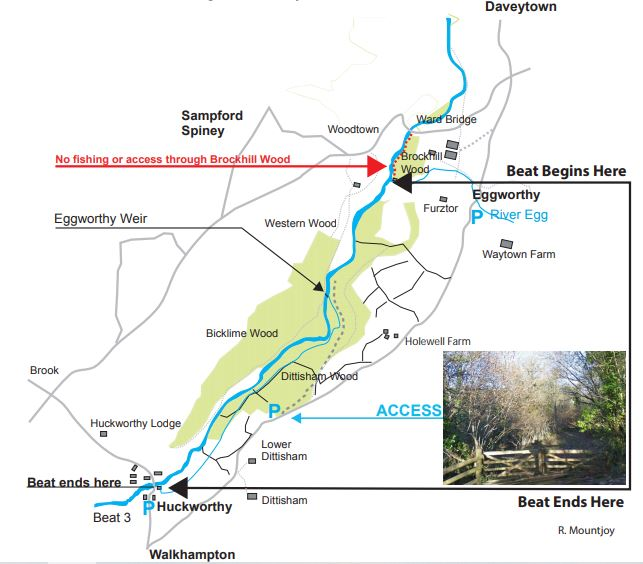 Daveytown
Sampford
Spiney
Woodtown
Ward Bridge
No fishing or access through Brockhill Wood
Brockhill
Wood
Beat Begins Here
Eggworthy
P River Egg
Furztor
Eggworthy Weir
Western Wood
Waytown Farm
Bicklime Wood
Holewell Farm
Brook
Dittisham Wood
P
ACCESS
Huckworthy Lodge
Lower
Dittisham
Beat ends here
Dittisham
Beat Ends Here
P Huckworthy
Beat 3
R. Mountjoy
Walkhampton